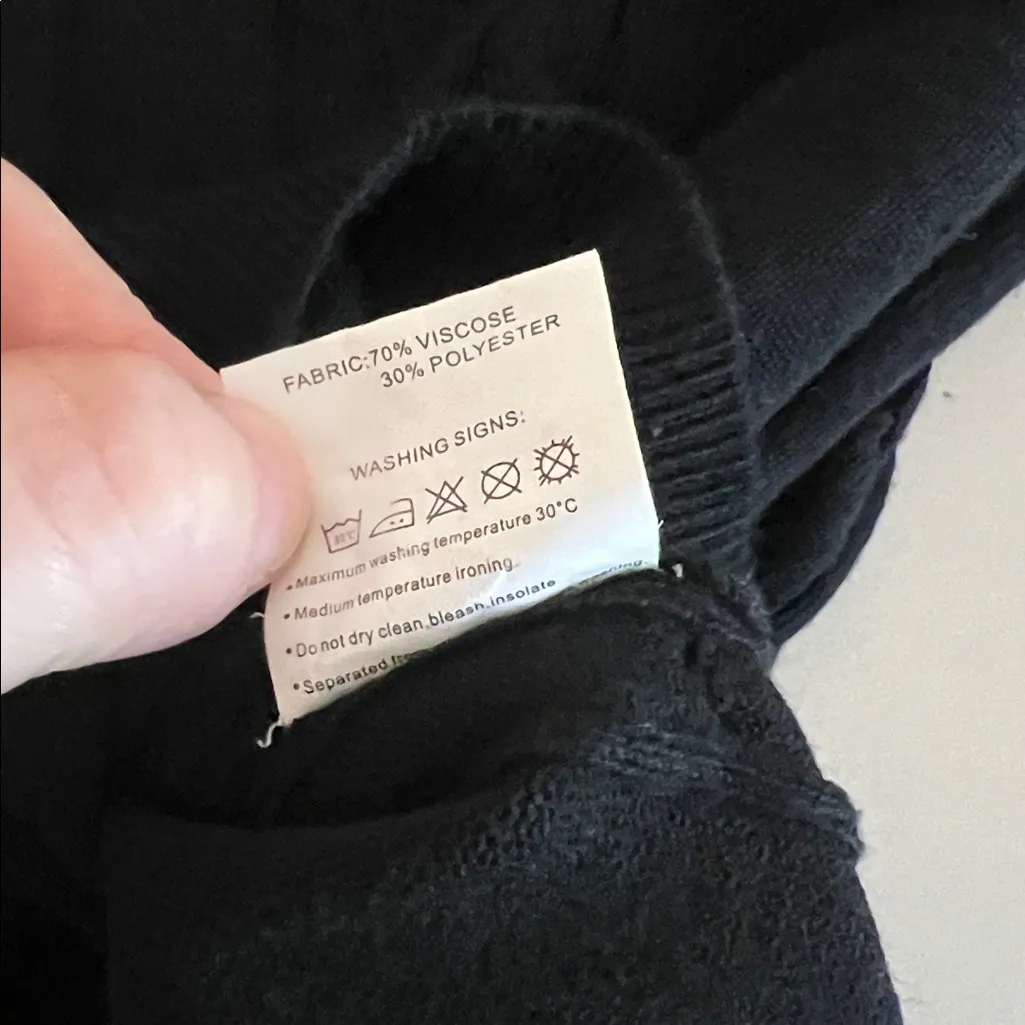 FABRIC:70% VISCOSE
30% POLYESTER
WASHING SIGNS:
30°C
•Maximum washing temperature 30°C
•Medium temperature ironing.
•Do not dry clean,bleash,insolate
•Separated